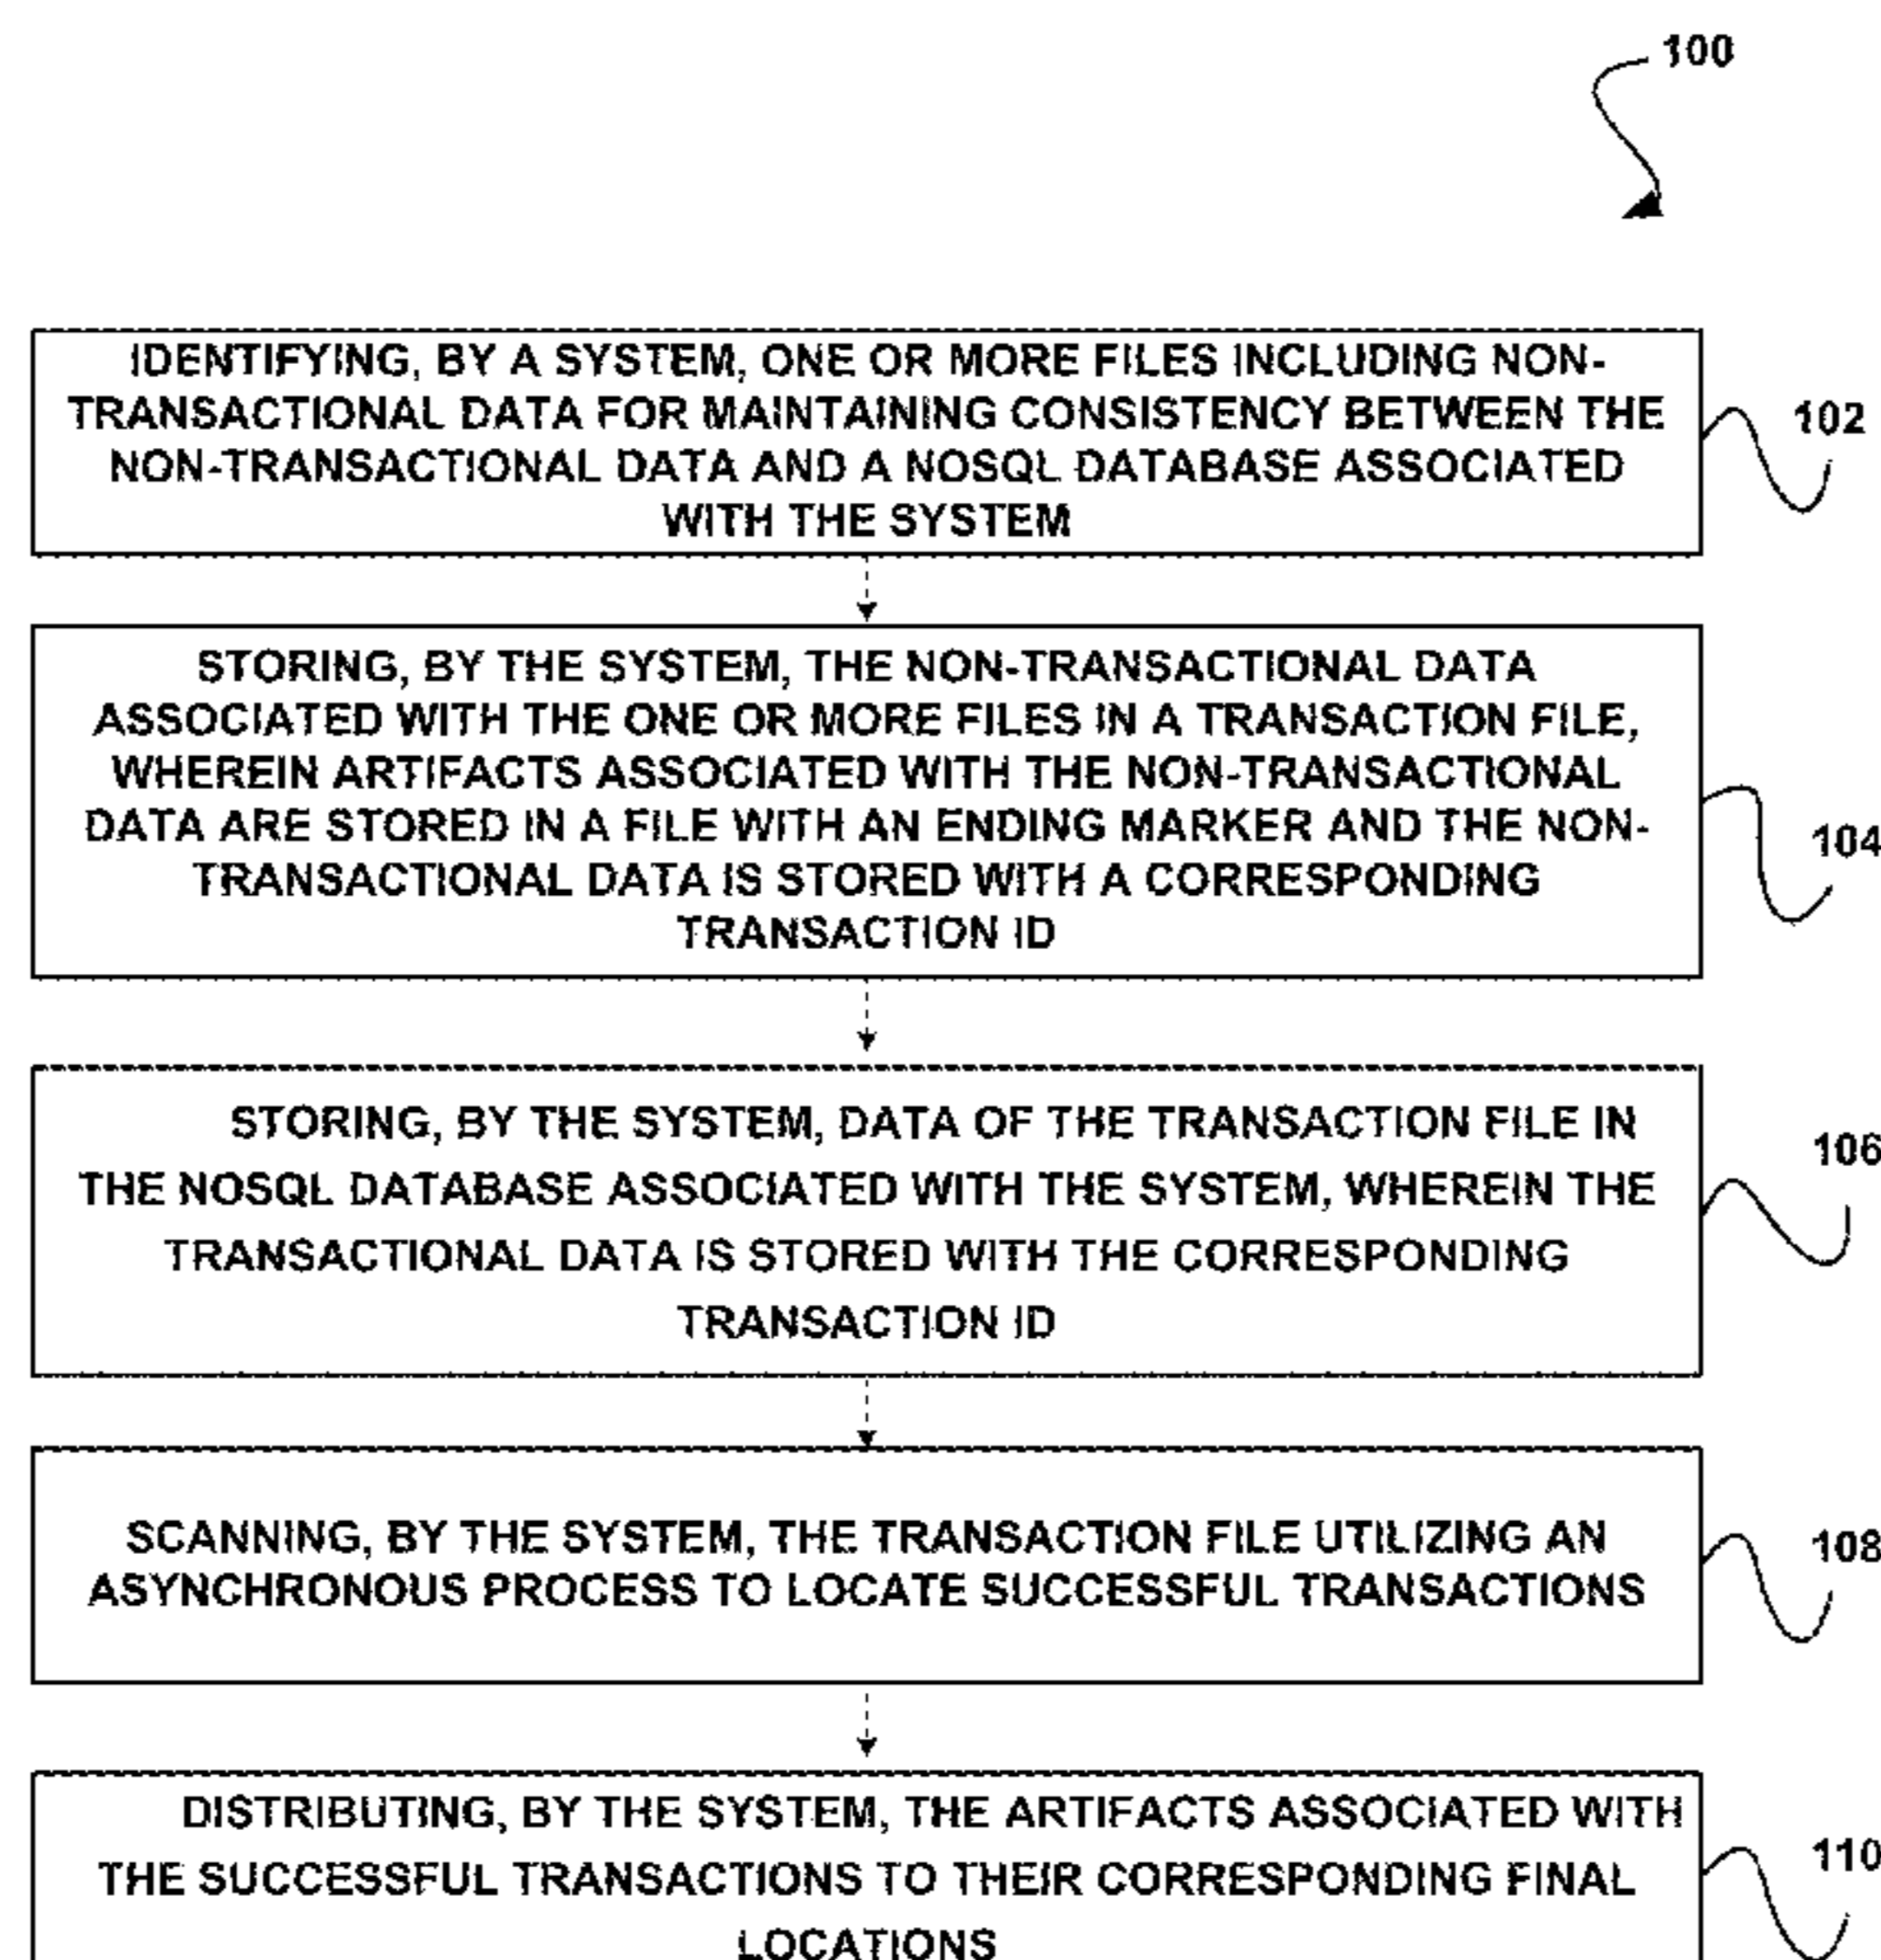 100
IDENTIFYING, BY A SYSTEM, ONE OR MORE FILES INCLUDING NON-
TRANSACTIONAL DATA FOR MAINTAINING CONSISTENCY BETWEEN THE
NON-TRANSACTIONAL DATA AND A NOSQL DATABASE ASSOCIATED
WITH THE SYSTEM
102
STORING, BY THE SYSTEM, THE NON-TRANSACTIONAL DATA
ASSOCIATED WITH THE ONE OR MORE FILES IN A TRANSACTION FILE,
WHEREIN ARTIFACTS ASSOCIATED WITH THE NON-TRANSACTIONAL
DATA ARE STORED IN A FILE WITH AN ENDING MARKER AND THE NON-
TRANSACTIONAL DATA IS STORED WITH A CORRESPONDING
TRANSACTION ID
104
STORING, BY THE SYSTEM, DATA OF THE TRANSACTION FILE IN
THE NOSQL DATABASE ASSOCIATED WITH THE SYSTEM, WHEREIN THE
TRANSACTIONAL DATA IS STORED WITH THE CORRESPONDING
TRANSACTION ID
106
SCANNING, BY THE SYSTEM, THE TRANSACTION FILE UTILIZING AN
ASYNCHRONOUS PROCESS TO LOCATE SUCCESSFUL TRANSACTIONS
108
DISTRIBUTING, BY THE SYSTEM, THE ARTIFACTS ASSOCIATED WITH
THE SUCCESSFUL TRANSACTIONS TO THEIR CORRESPONDING FINAL
LOCATIONS
110